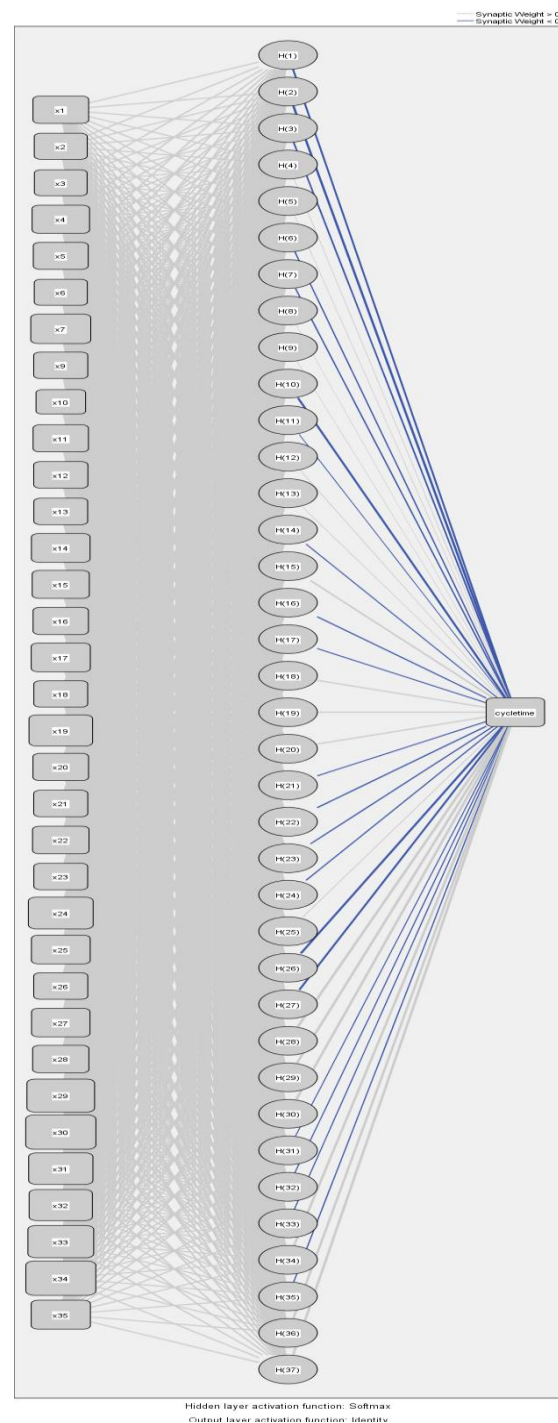 Synaptic Weight > 0
Synaptic Weight < 0
H(1)
x1
H(2)
x2
H(3)
x3
H(4)
x4
H(5)
x5
H(6)
x6
H(7)
x7
H(8)
x9
H(9)
x10
H(10)
x11
H(11)
x12
H(12)
x13
H(13)
x14
H(14)
x15
H(15)
x16
H(16)
x17
H(17)
x18
H(18)
x19
H(19)
cycletime
x20
H(20)
x21
H(21)
x22
H(22)
x23
H(23)
x24
H(24)
x25
H(25)
x26
H(26)
x27
H(27)
x28
H(28)
x29
H(29)
x30
H(30)
x31
H(31)
x32
H(32)
x33
H(33)
x34
H(34)
x35
H(35)
H(36)
H(37)
Hidden layer activation function: Softmax
Output layer activation function: Identity